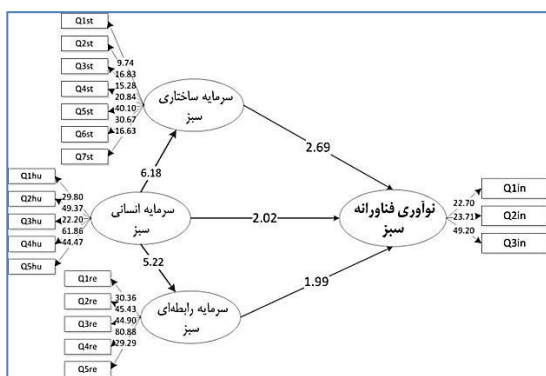 Q1st
Q2st
Q3st
Q4st
Q5st
Q6st
Q7st
9.74
16.83
15.28
20.84
40.10
30.67
16.63
سرمایه ساختاری
سبز
6.18
2.69
Q1hu
Q2hu
Q3hu
Q4hu
Q5hu
29.80
49.37
22.20
61.86
44.47
سرمایه انسانی
سبز
2.02
نوآوری فناورانه
سبز
22.70
23.71
49.20
Q1in
Q2in
Q3in
5.22
1.99
Q1re
Q2re
Q3re
Q4re
Q5re
30.36
45.43
44.90
80.88
29.29
سرمایه رابطه‌ای
سبز